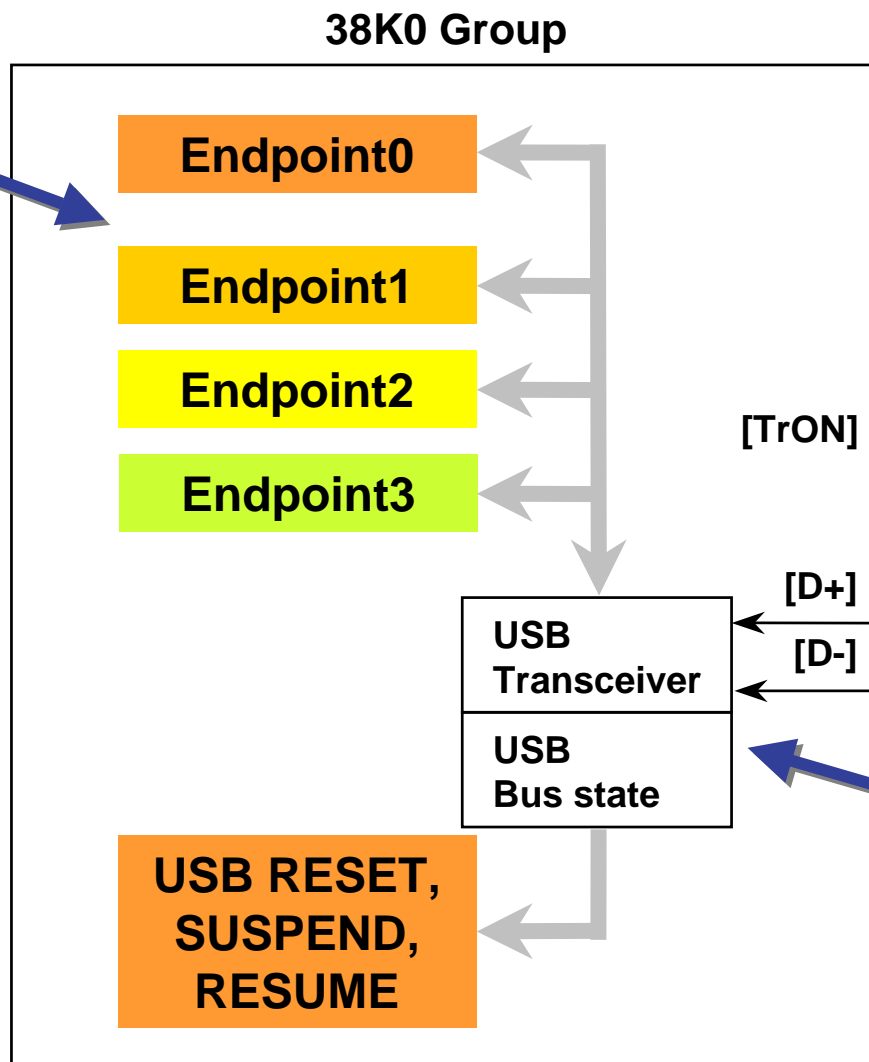 38K0 Group
Endpoint0
Endpoint1
Endpoint2
[TrON]
Endpoint3
[D+]
USB
Transceiver
[D-]
USB
Bus state
USB RESET,
SUSPEND,
RESUME